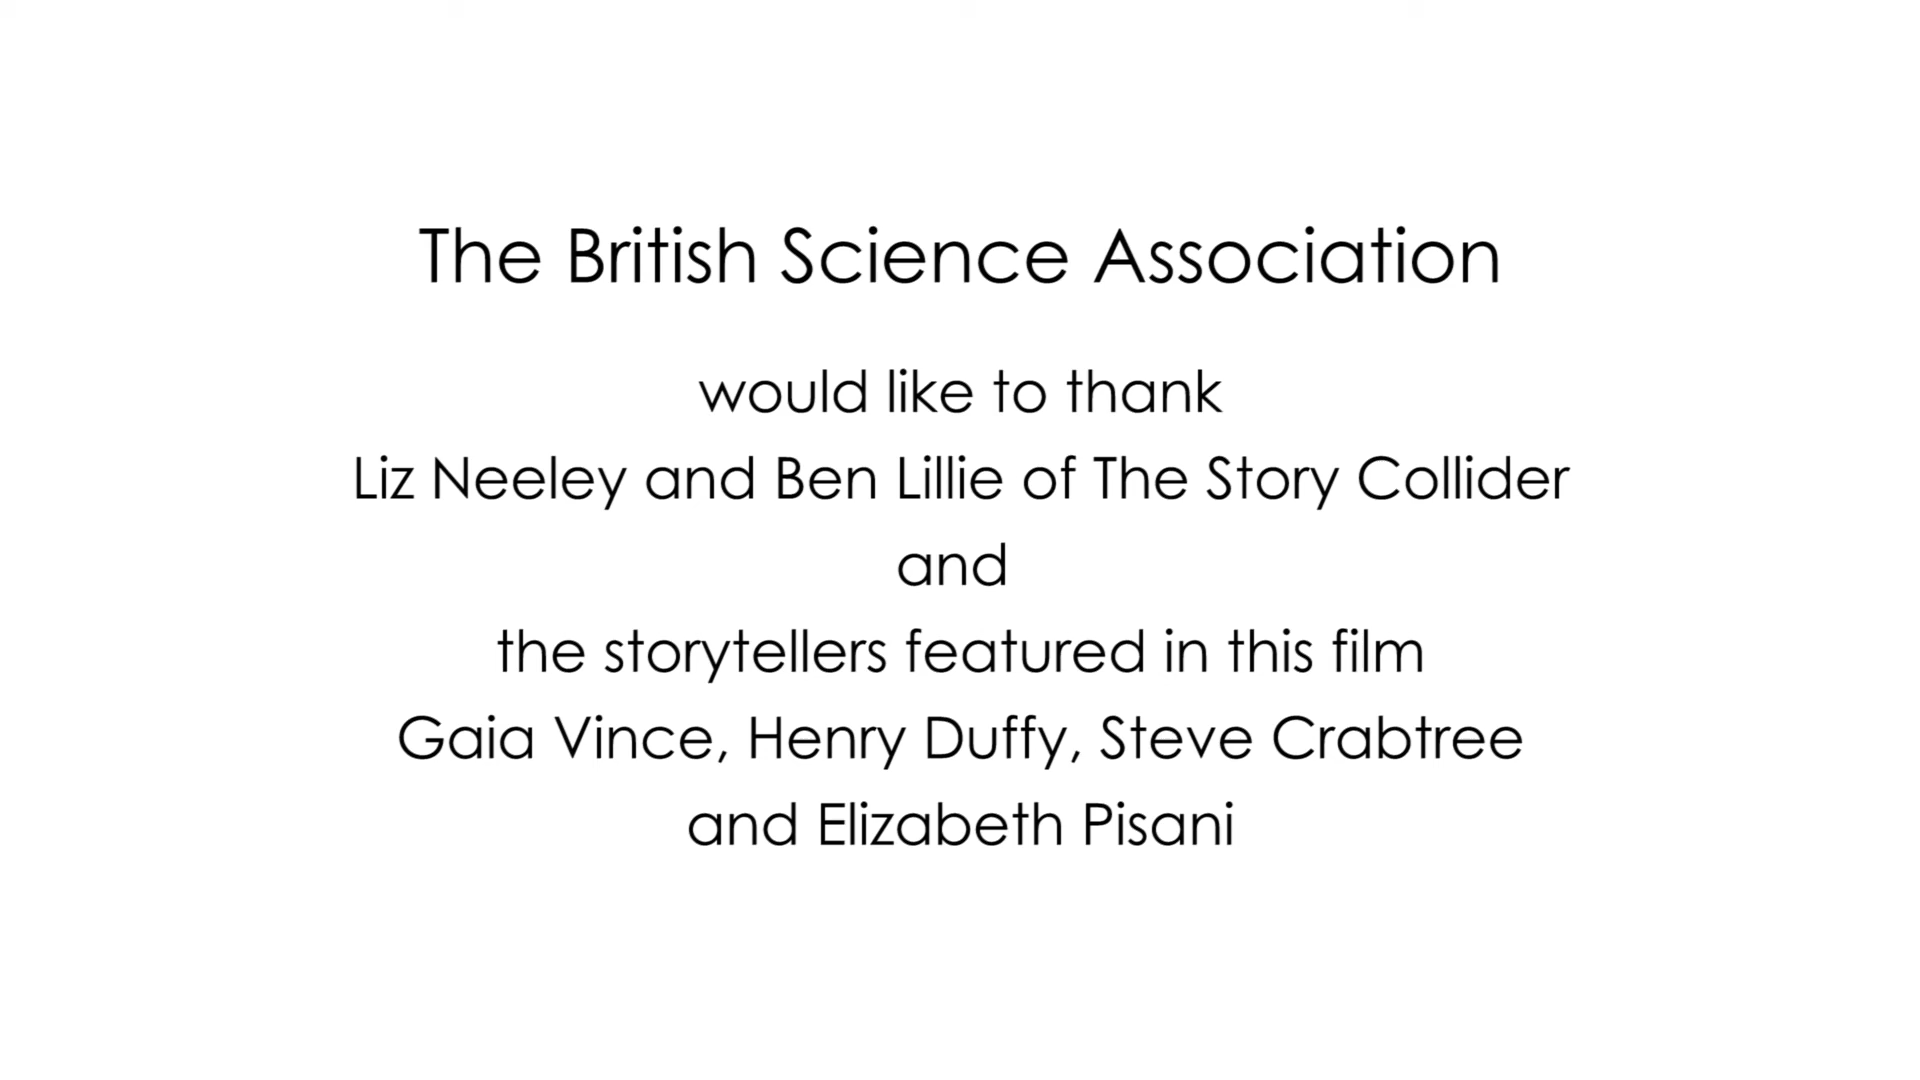 The British Science Association
would like to thank
Liz Neeley and Ben Lillie of The Story Collider
and
the storytellers featured in this film
Gaia Vince, Henry Duffy, Steve Crabtree
and Elizabeth Pisani